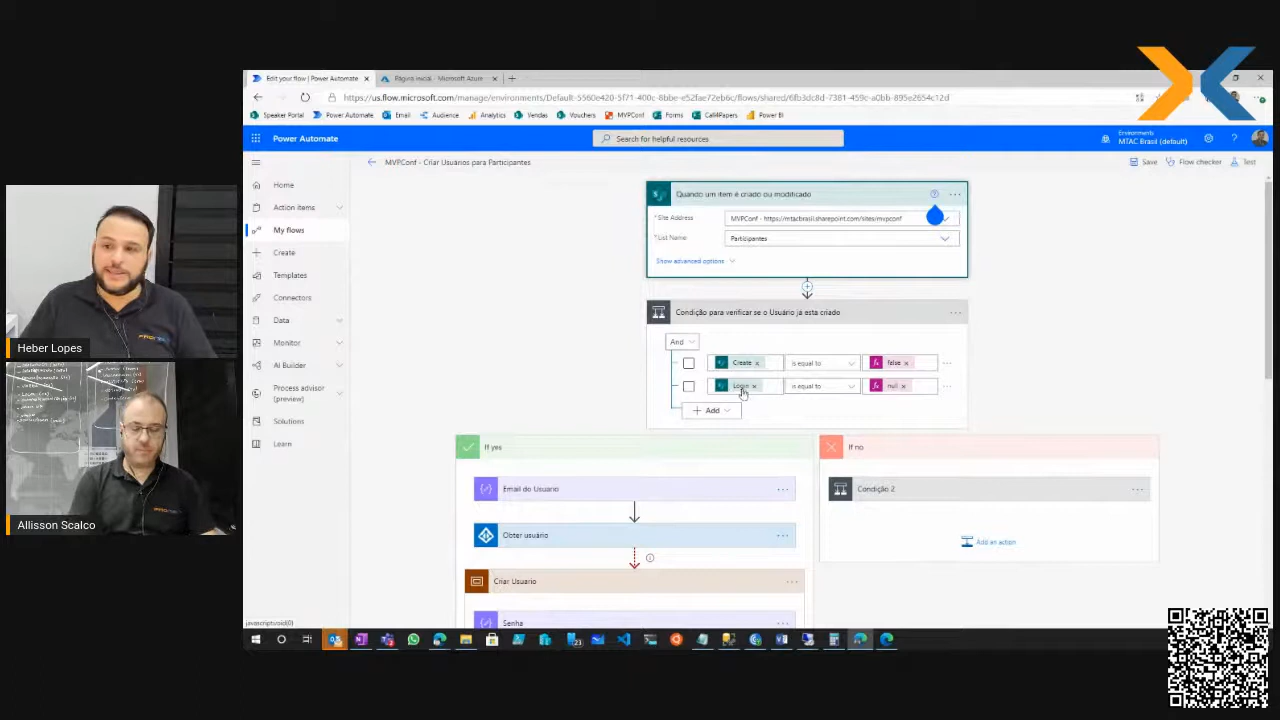 Edit your flow | Power Automate
Página inicial - Microsoft Azure
https://us.flow.microsoft.com/manage/environments/Default-5560e420-5f71-400c-8bbe-e52fae72eb6c/flows/shared/6fb3dc8d-7381-459c-a0bb-895e2654c12d
Speaker Portal Power Automate Email Audience Analytics Vendas Vouchers MVPConf Forms Call4Papers Power BI
Power Automate
Search for helpful resources
Environments
MTAC Brasil (default)
MVPConf - Criar Usuarios para Participantes
Save Flow checker Test
Home
Action items
My flows
Create
Templates
Connectors
Data
Monitor
AI Builder
Process advisor
(preview)
Solutions
Learn
Quando um item é criado ou modificado
* Site Address MVPConf - https://mtacbrasil.sharepoint.com/sites/mvpconf
* List Name Participantes
Show advanced options
Condição para verificar se o Usuário já esta criado
And
Create is equal to false
Login is equal to null
Add
If yes
If no
Email do Usuario
Condição 2
Obter usuário
Add an action
Criar Usuario
Senha
javascript:void(0)
Heber Lopes
Allisson Scalco